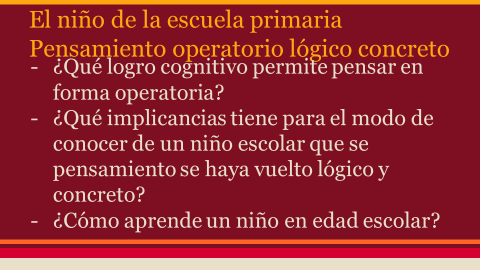 El niño de la escuela primaria
Pensamiento operatorio lógico concreto
- ¿Qué logro cognitivo permite pensar en
forma operatoria?
- ¿Qué implicancias tiene para el modo de
conocer de un niño escolar que se
pensamiento se haya vuelto lógico y
concreto?
- ¿Cómo aprende un niño en edad escolar?